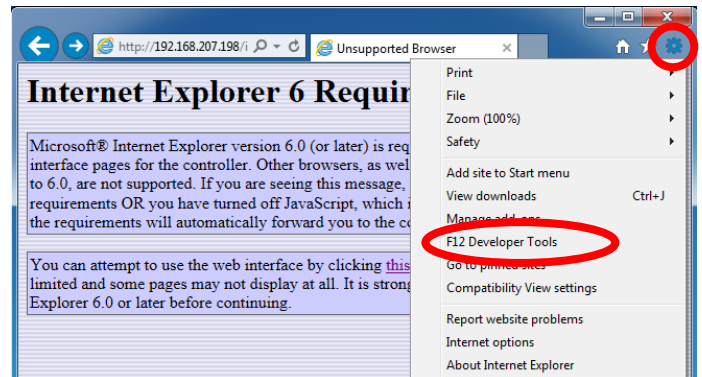 http://192.168.207.198/i
Unsupported Browser
Internet Explorer 6 Requir
Microsoft® Internet Explorer version 6.0 (or later) is req
interface pages for the controller. Other browsers, as wel
to 6.0, are not supported. If you are seeing this message,
requirements OR you have turned off JavaScript, which i
the requirements will automatically forward you to the co
You can attempt to use the web interface by clicking this
limited and some pages may not display at all. It is strong
Explorer 6.0 or later before continuing.
Print
File
Zoom (100%)
Safety
Add site to Start menu
View downloads Ctrl+J
Manage add-ons
F12 Developer Tools
Go to pinned sites
Compatibility View settings
Report website problems
Internet options
About Internet Explorer